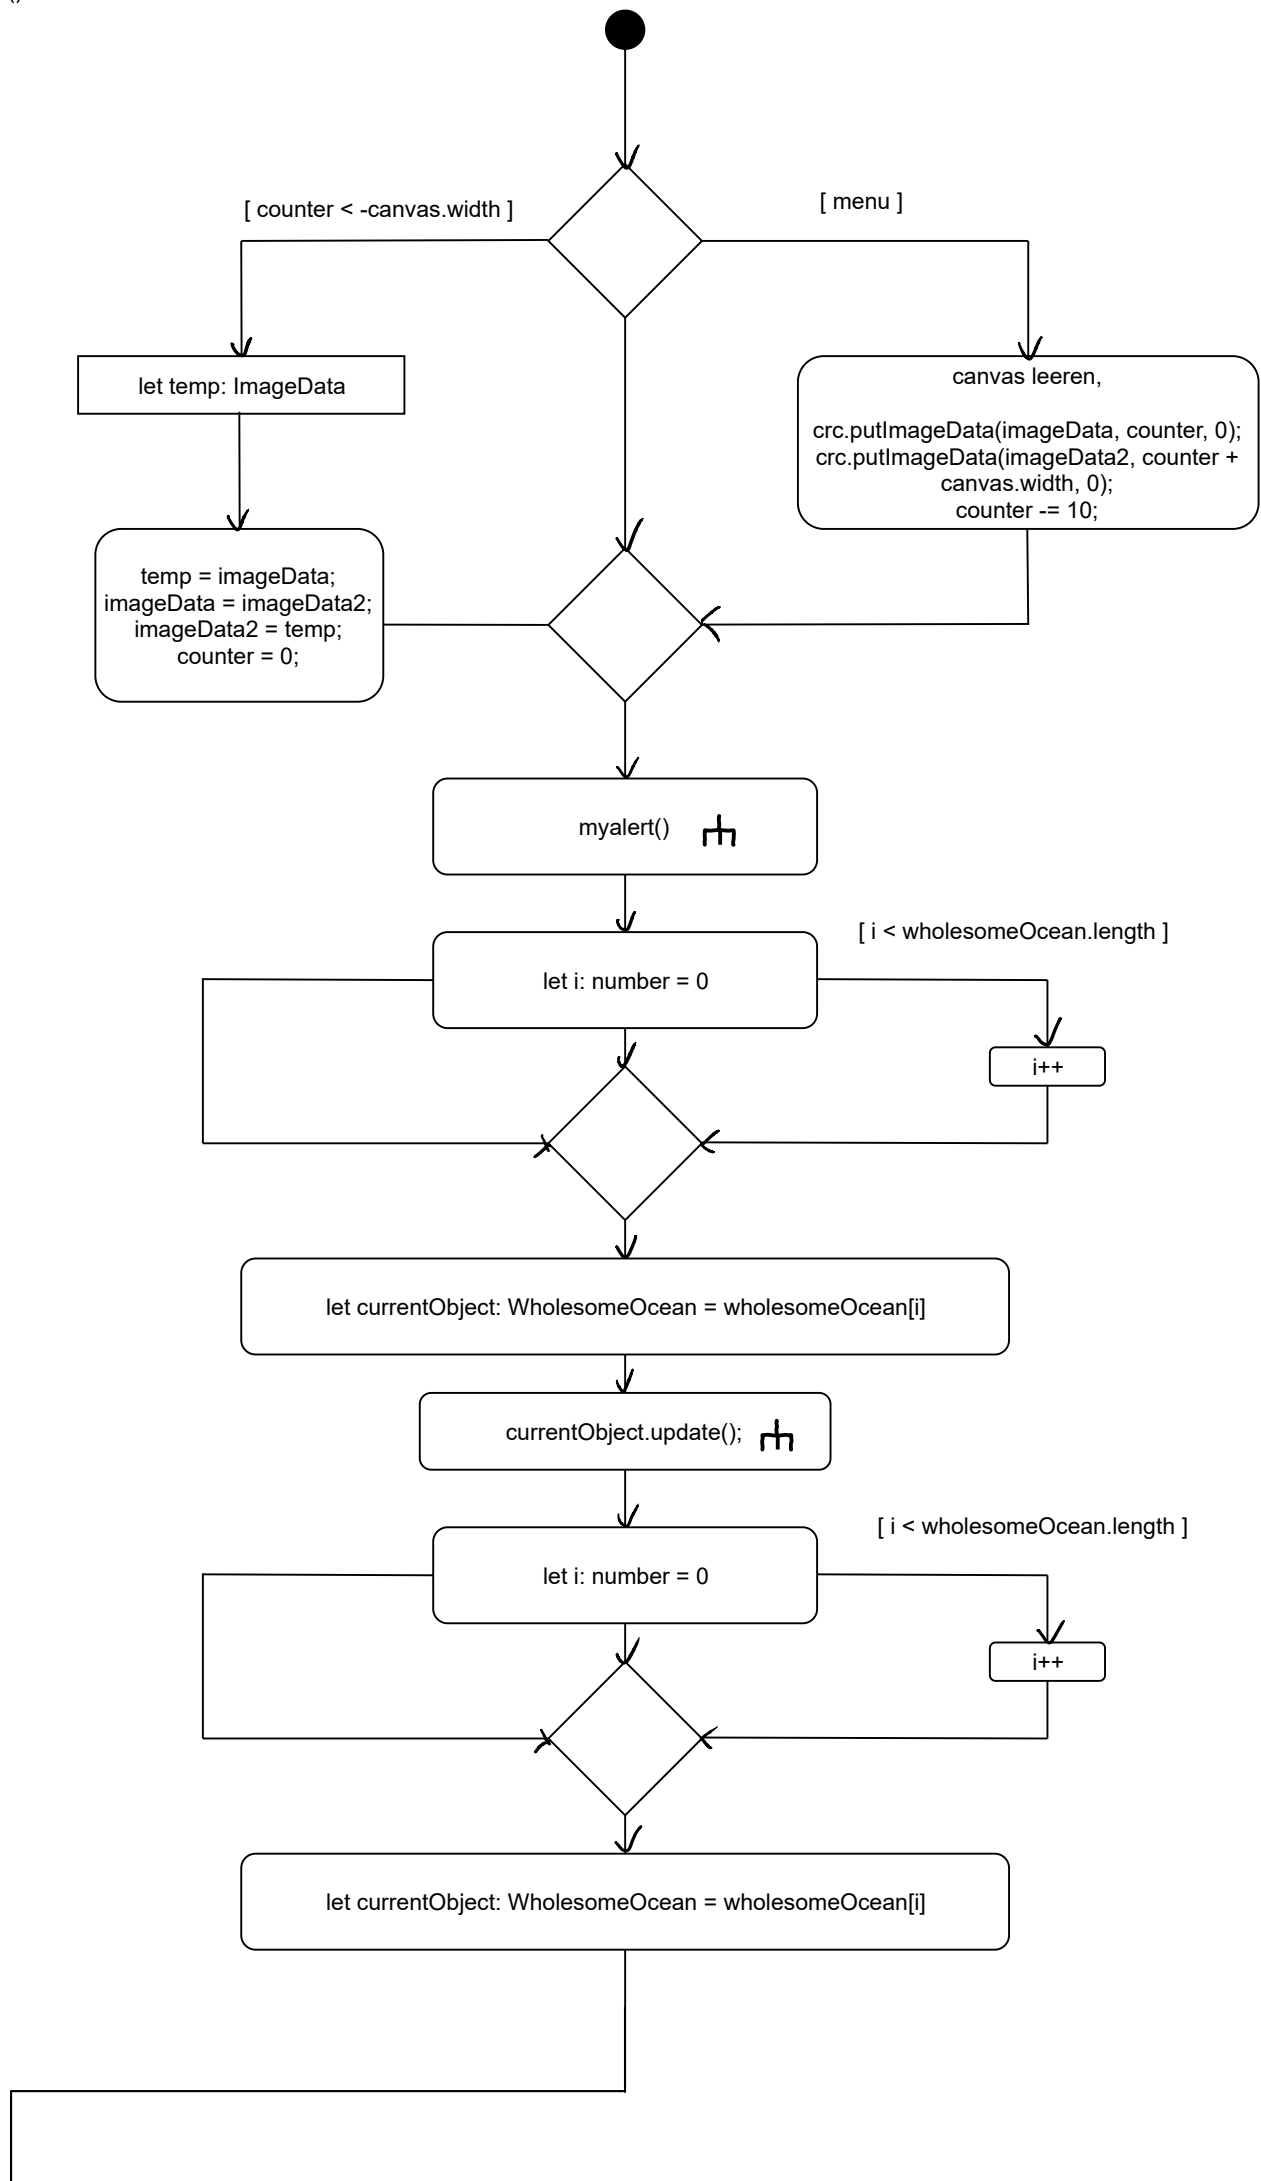 [ menu ]
[ counter < -canvas.width ]
let temp: ImageData
canvas leeren,
crc.putImageData(imageData, counter, 0);
crc.putImageData(imageData2, counter +
canvas.width, 0);
counter -= 10;
temp = imageData;
imageData = imageData2;
imageData2 = temp;
counter = 0;
myalert()
[ i < wholesomeOcean.length ]
let i: number = 0
i++
let currentObject: WholesomeOcean = wholesomeOcean[i]
currentObject.update();
[ i < wholesomeOcean.length ]
let i: number = 0
i++
let currentObject: WholesomeOcean = wholesomeOcean[i]